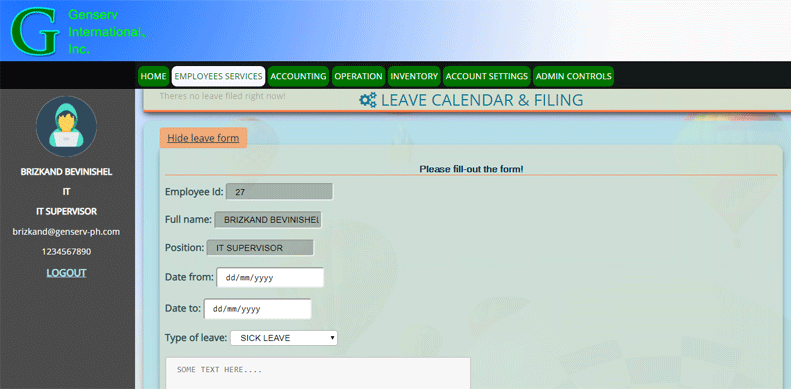 G Genserv
International,
Inc.
HOME EMPLOYEES SERVICES ACCOUNTING OPERATION INVENTORY ACCOUNT SETTINGS ADMIN CONTROLS
BRIZKAND BEVINISHEL
IT
IT SUPERVISOR
brizkand@genserv-ph.com
1234567890
LOGOUT
Theres no leave filed right now!
LEAVE CALENDAR & FILING
Hide leave form
Please fill-out the form!
Employee Id: 27
Full name: BRIZKAND BEVINISHEL
Position: IT SUPERVISOR
Date from: dd/mm/yyyy
Date to: dd/mm/yyyy
Type of leave: SICK LEAVE
SOME TEXT HERE....